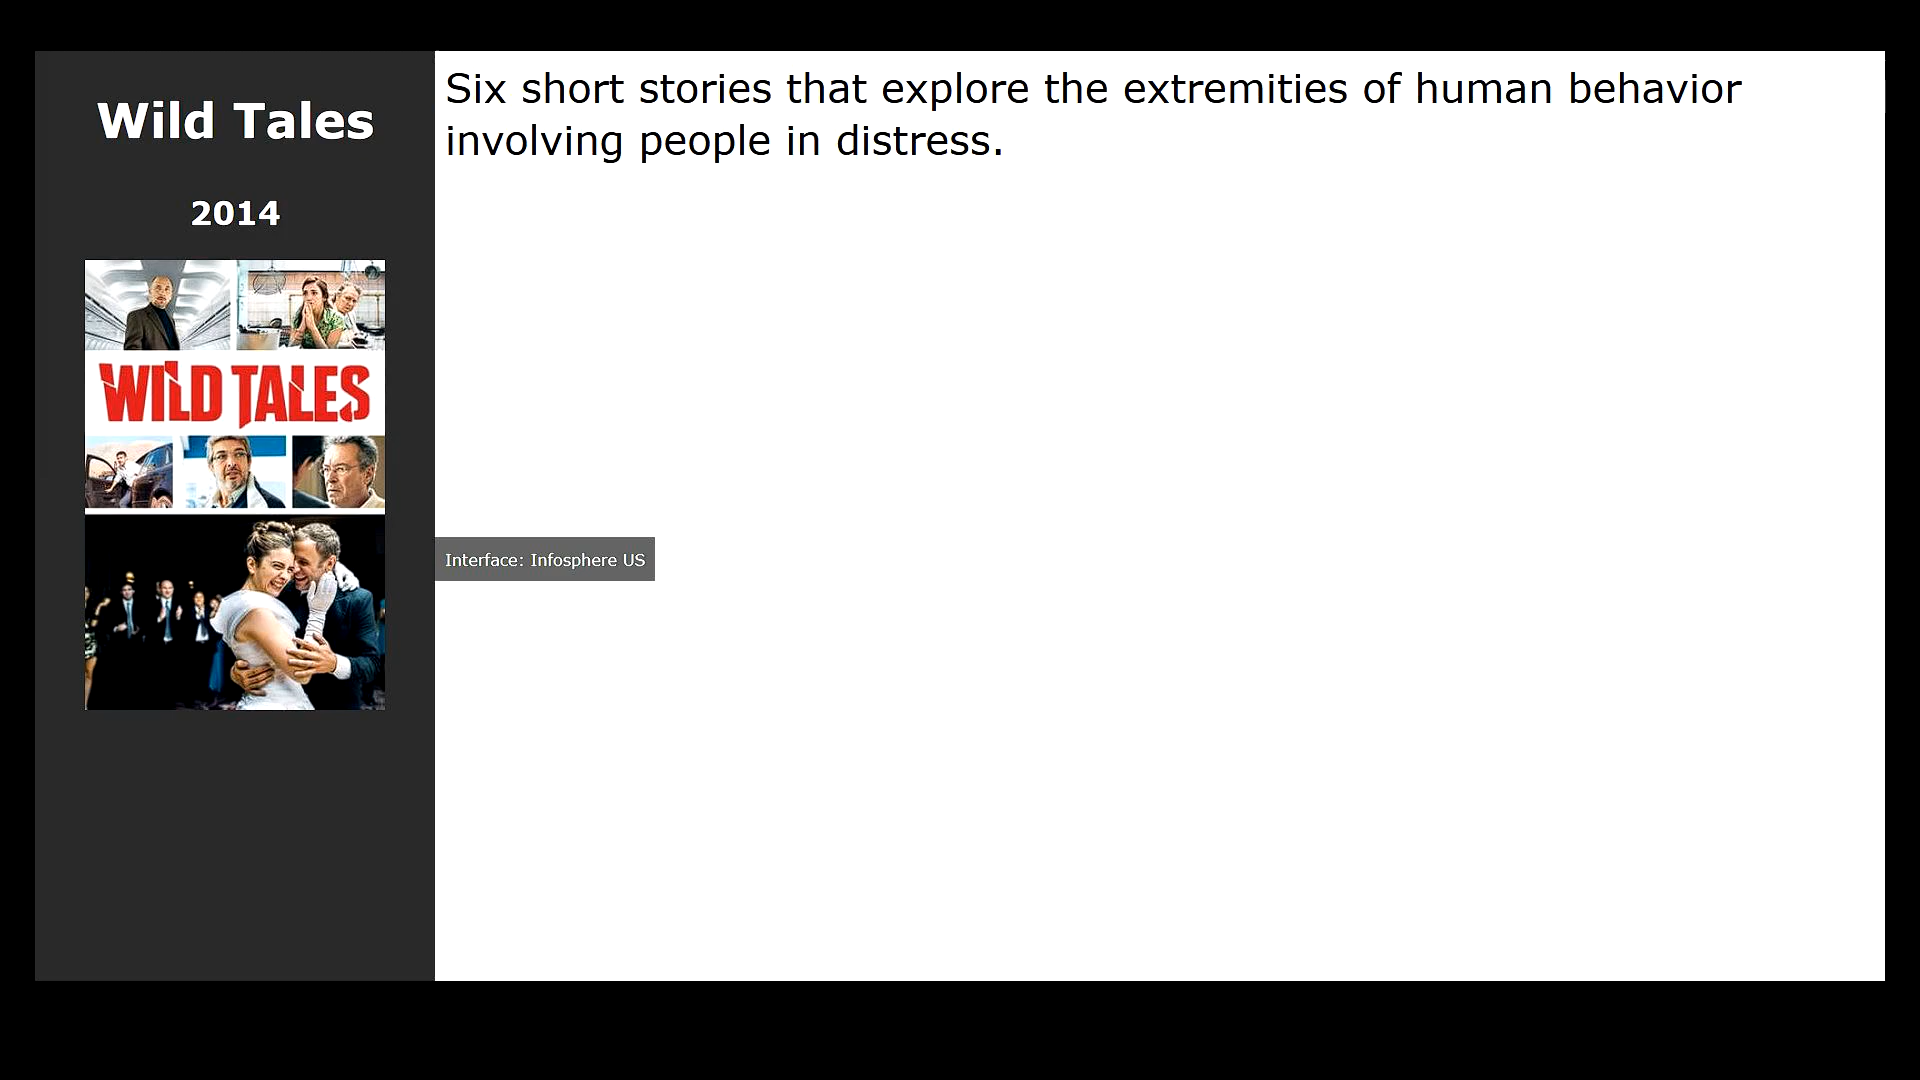 Wild Tales
2014
WILD TALES
Six short stories that explore the extremities of human behavior
involving people in distress.
Interface: Infosphere US